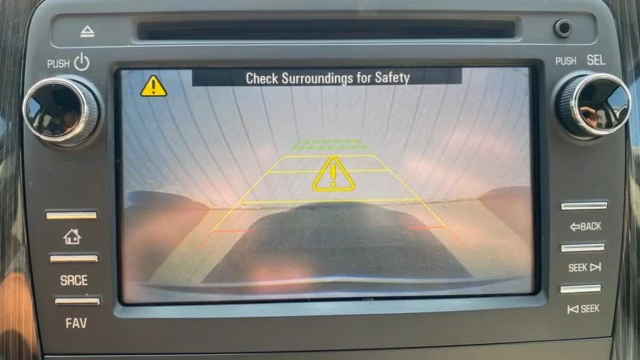 PUSH
PUSH SEL
Check Surroundings for Safety
BACK
SRCE
SEEK
FAV
SEEK